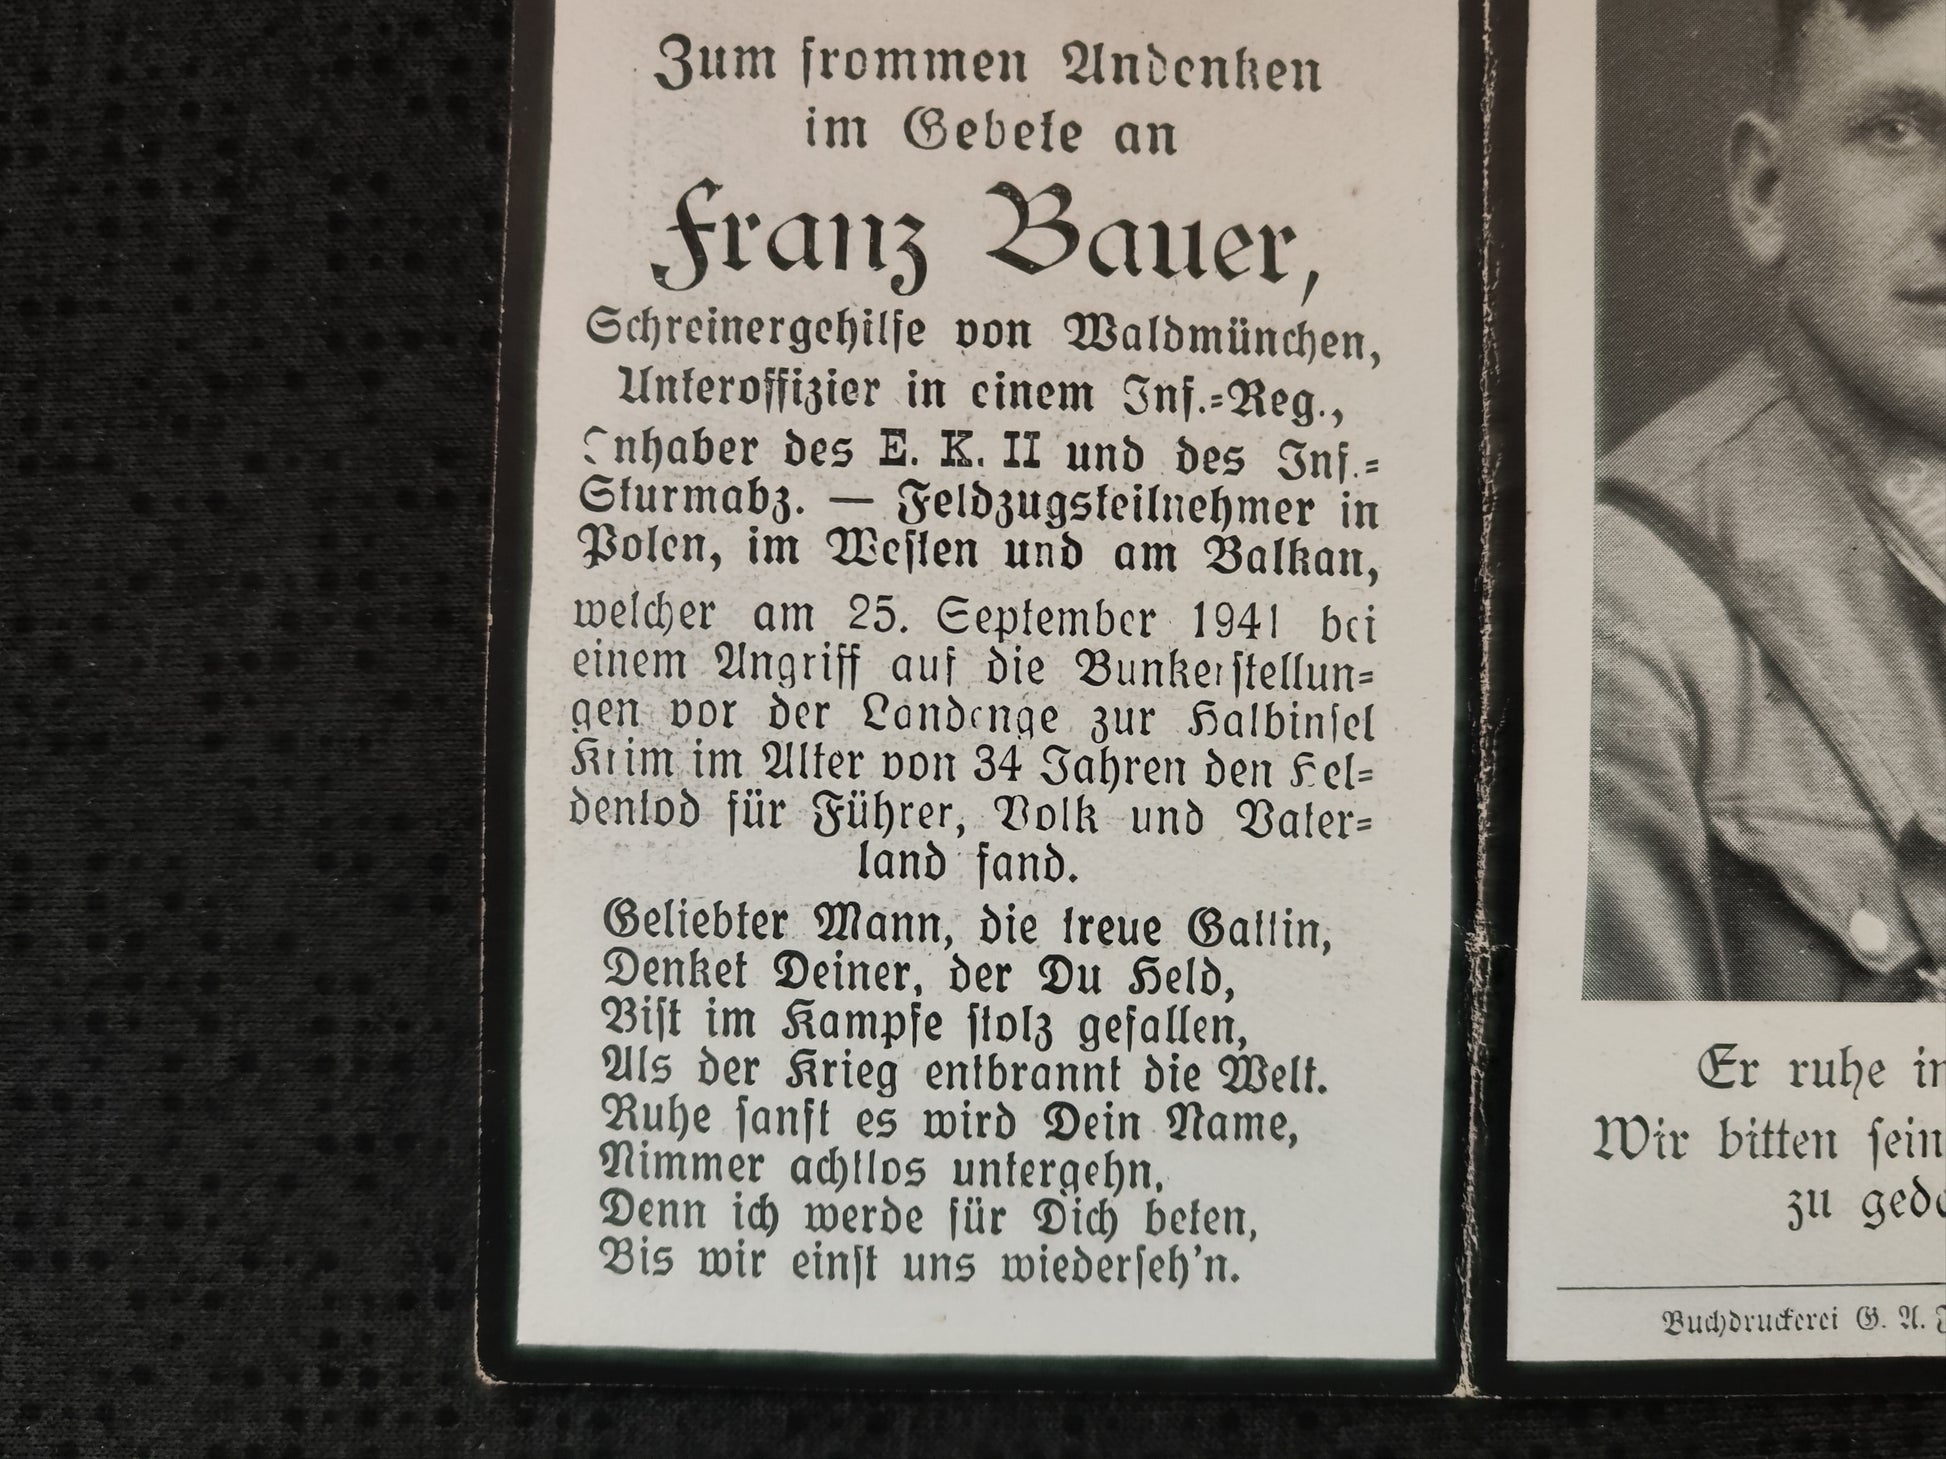 Zum frommen Andenken
im Gebete an
Franz Bauer,
Schreinergehilfe von Waldmünchen,
Unteroffizier in einem Inf.=Reg.,
Inhaber des E. K. II und des Inf.=
Sturmabz. — Feldzugsteilnehmer in
Polen, im Westen und am Balkan,
welcher am 25. September 1941 bei
einem Angriff auf die Bunkerstellun=
gen vor der Landenge zur Halbinsel
Krim im Alter von 34 Jahren den Hel=
dentod für Führer, Volk und Vater=
land fand.
Geliebter Mann, die treue Gattin,
Denket Deiner, der Du Held,
Bist im Kampfe stolz gefallen,
Als der Krieg entbrannt die Welt.
Ruhe sanft es wird Dein Name,
Nimmer achtlos untergehn,
Denn ich werde für Dich beten,
Bis wir einst uns wiederseh'n.
Er ruhe in
Wir bitten sein
zu gede
Buchdruckerei G. A.